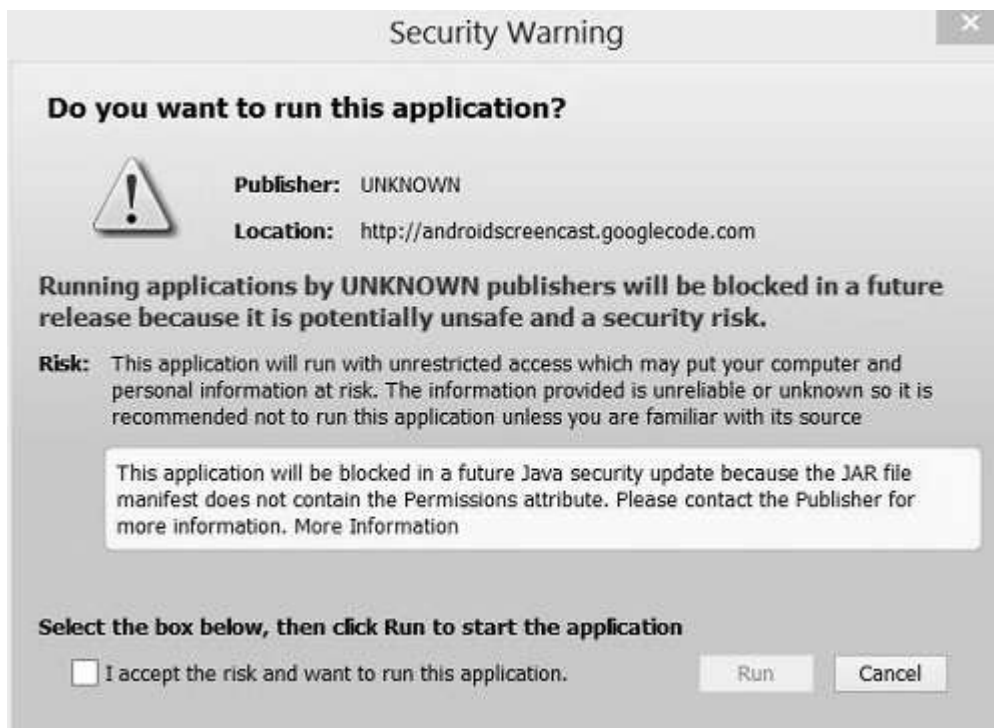 Security Warning
Do you want to run this application?
Publisher: UNKNOWN
Location: http://androidscreencast.googlecode.com
Running applications by UNKNOWN publishers will be blocked in a future
release because it is potentially unsafe and a security risk.
Risk: This application will run with unrestricted access which may put your computer and
personal information at risk. The information provided is unreliable or unknown so it is
recommended not to run this application unless you are familiar with its source
This application will be blocked in a future Java security update because the JAR file
manifest does not contain the Permissions attribute. Please contact the Publisher for
more information. More Information
Select the box below, then click Run to start the application
I accept the risk and want to run this application. Run Cancel